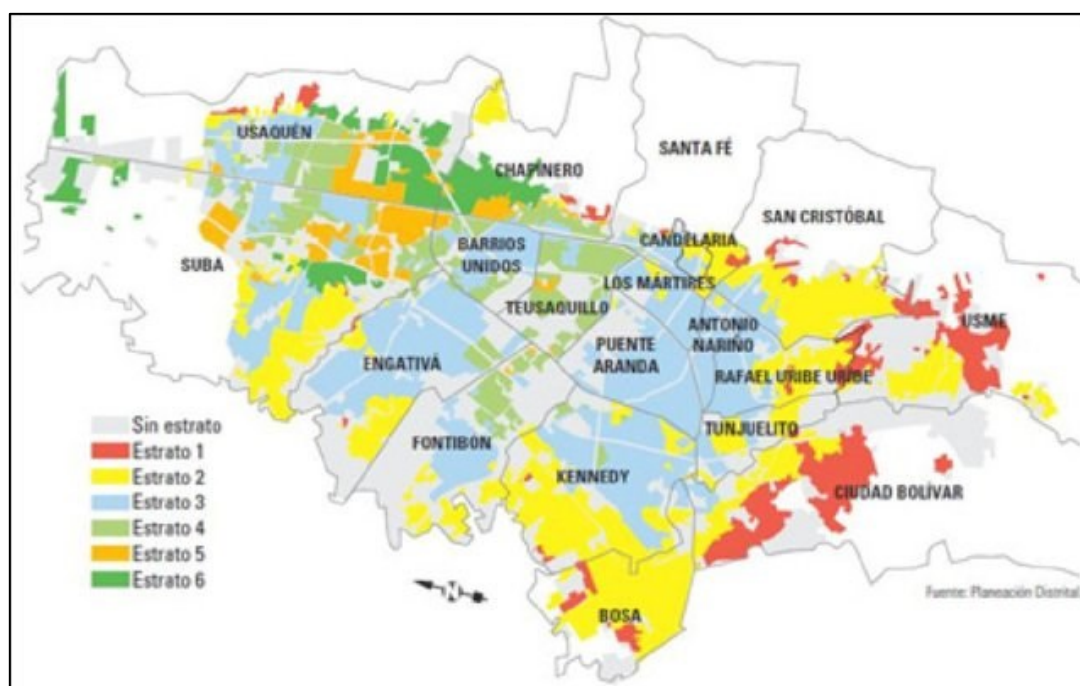 USAQUÉN
CHAPINERO
SANTA FÉ
SAN CRISTÓBAL
CANDELARIA
SUBA
BARRIOS
UNIDOS
LOS MÁRTIRES
TEUSAQUILLO
ANTONIO
NARIÑO
USME
PUENTE
ARANDA
ENGATIVÁ
RAFAEL URIBE URIBE
FONTIBÓN
TUNJUELITO
KENNEDY
CIUDAD BOLÍVAR
BOSA
Sin estrato
Estrato 1
Estrato 2
Estrato 3
Estrato 4
Estrato 5
Estrato 6
N
Fuente: Planeación Distrital